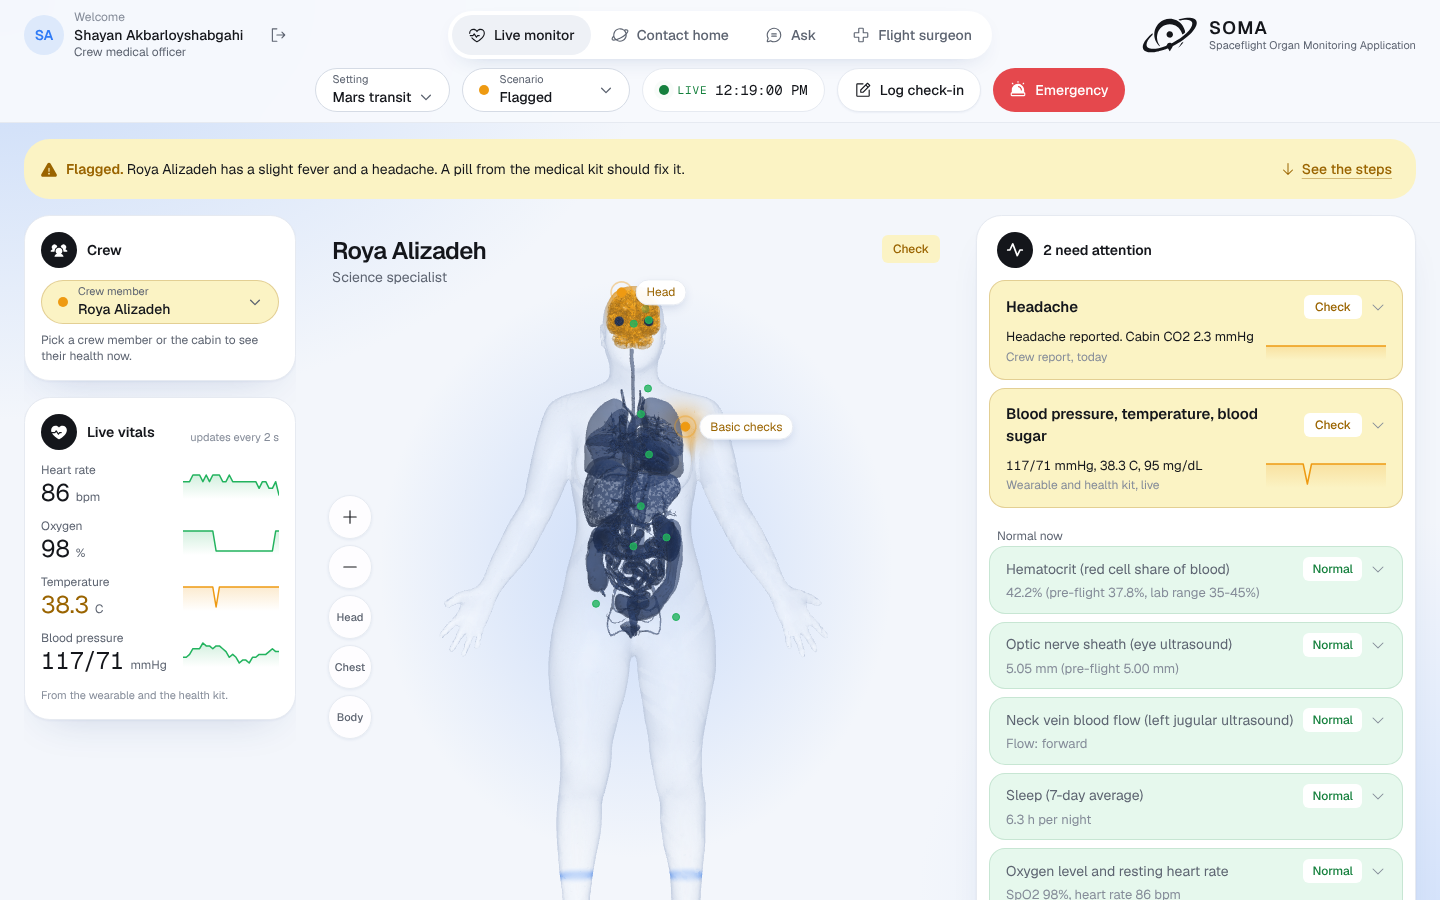 SA
Welcome
Shayan Akbarloyshabgahi
Crew medical officer
Live monitor
Contact home
Ask
Flight surgeon
SOMA
Spaceflight Organ Monitoring Application
Setting
Mars transit
Scenario
Flagged
LIVE 12:19:00 PM
Log check-in
Emergency
Flagged. Roya Alizadeh has a slight fever and a headache. A pill from the medical kit should fix it.
See the steps
Crew
Crew member
Roya Alizadeh
Pick a crew member or the cabin to see
their health now.
Live vitals
updates every 2 s
Heart rate
86 bpm
Oxygen
98 %
Temperature
38.3 C
Blood pressure
117/71 mmHg
From the wearable and the health kit.
Roya Alizadeh
Science specialist
Check
Head
Basic checks
Head
Chest
Body
2 need attention
Headache
Check
Headache reported. Cabin CO2 2.3 mmHg
Crew report, today
Blood pressure, temperature, blood
sugar
Check
117/71 mmHg, 38.3 C, 95 mg/dL
Wearable and health kit, live
Normal now
Hematocrit (red cell share of blood)
Normal
42.2% (pre-flight 37.8%, lab range 35-45%)
Optic nerve sheath (eye ultrasound)
Normal
5.05 mm (pre-flight 5.00 mm)
Neck vein blood flow (left jugular ultrasound)
Normal
Flow: forward
Sleep (7-day average)
Normal
6.3 h per night
Oxygen level and resting heart rate
Normal
SpO2 98%, heart rate 86 bpm